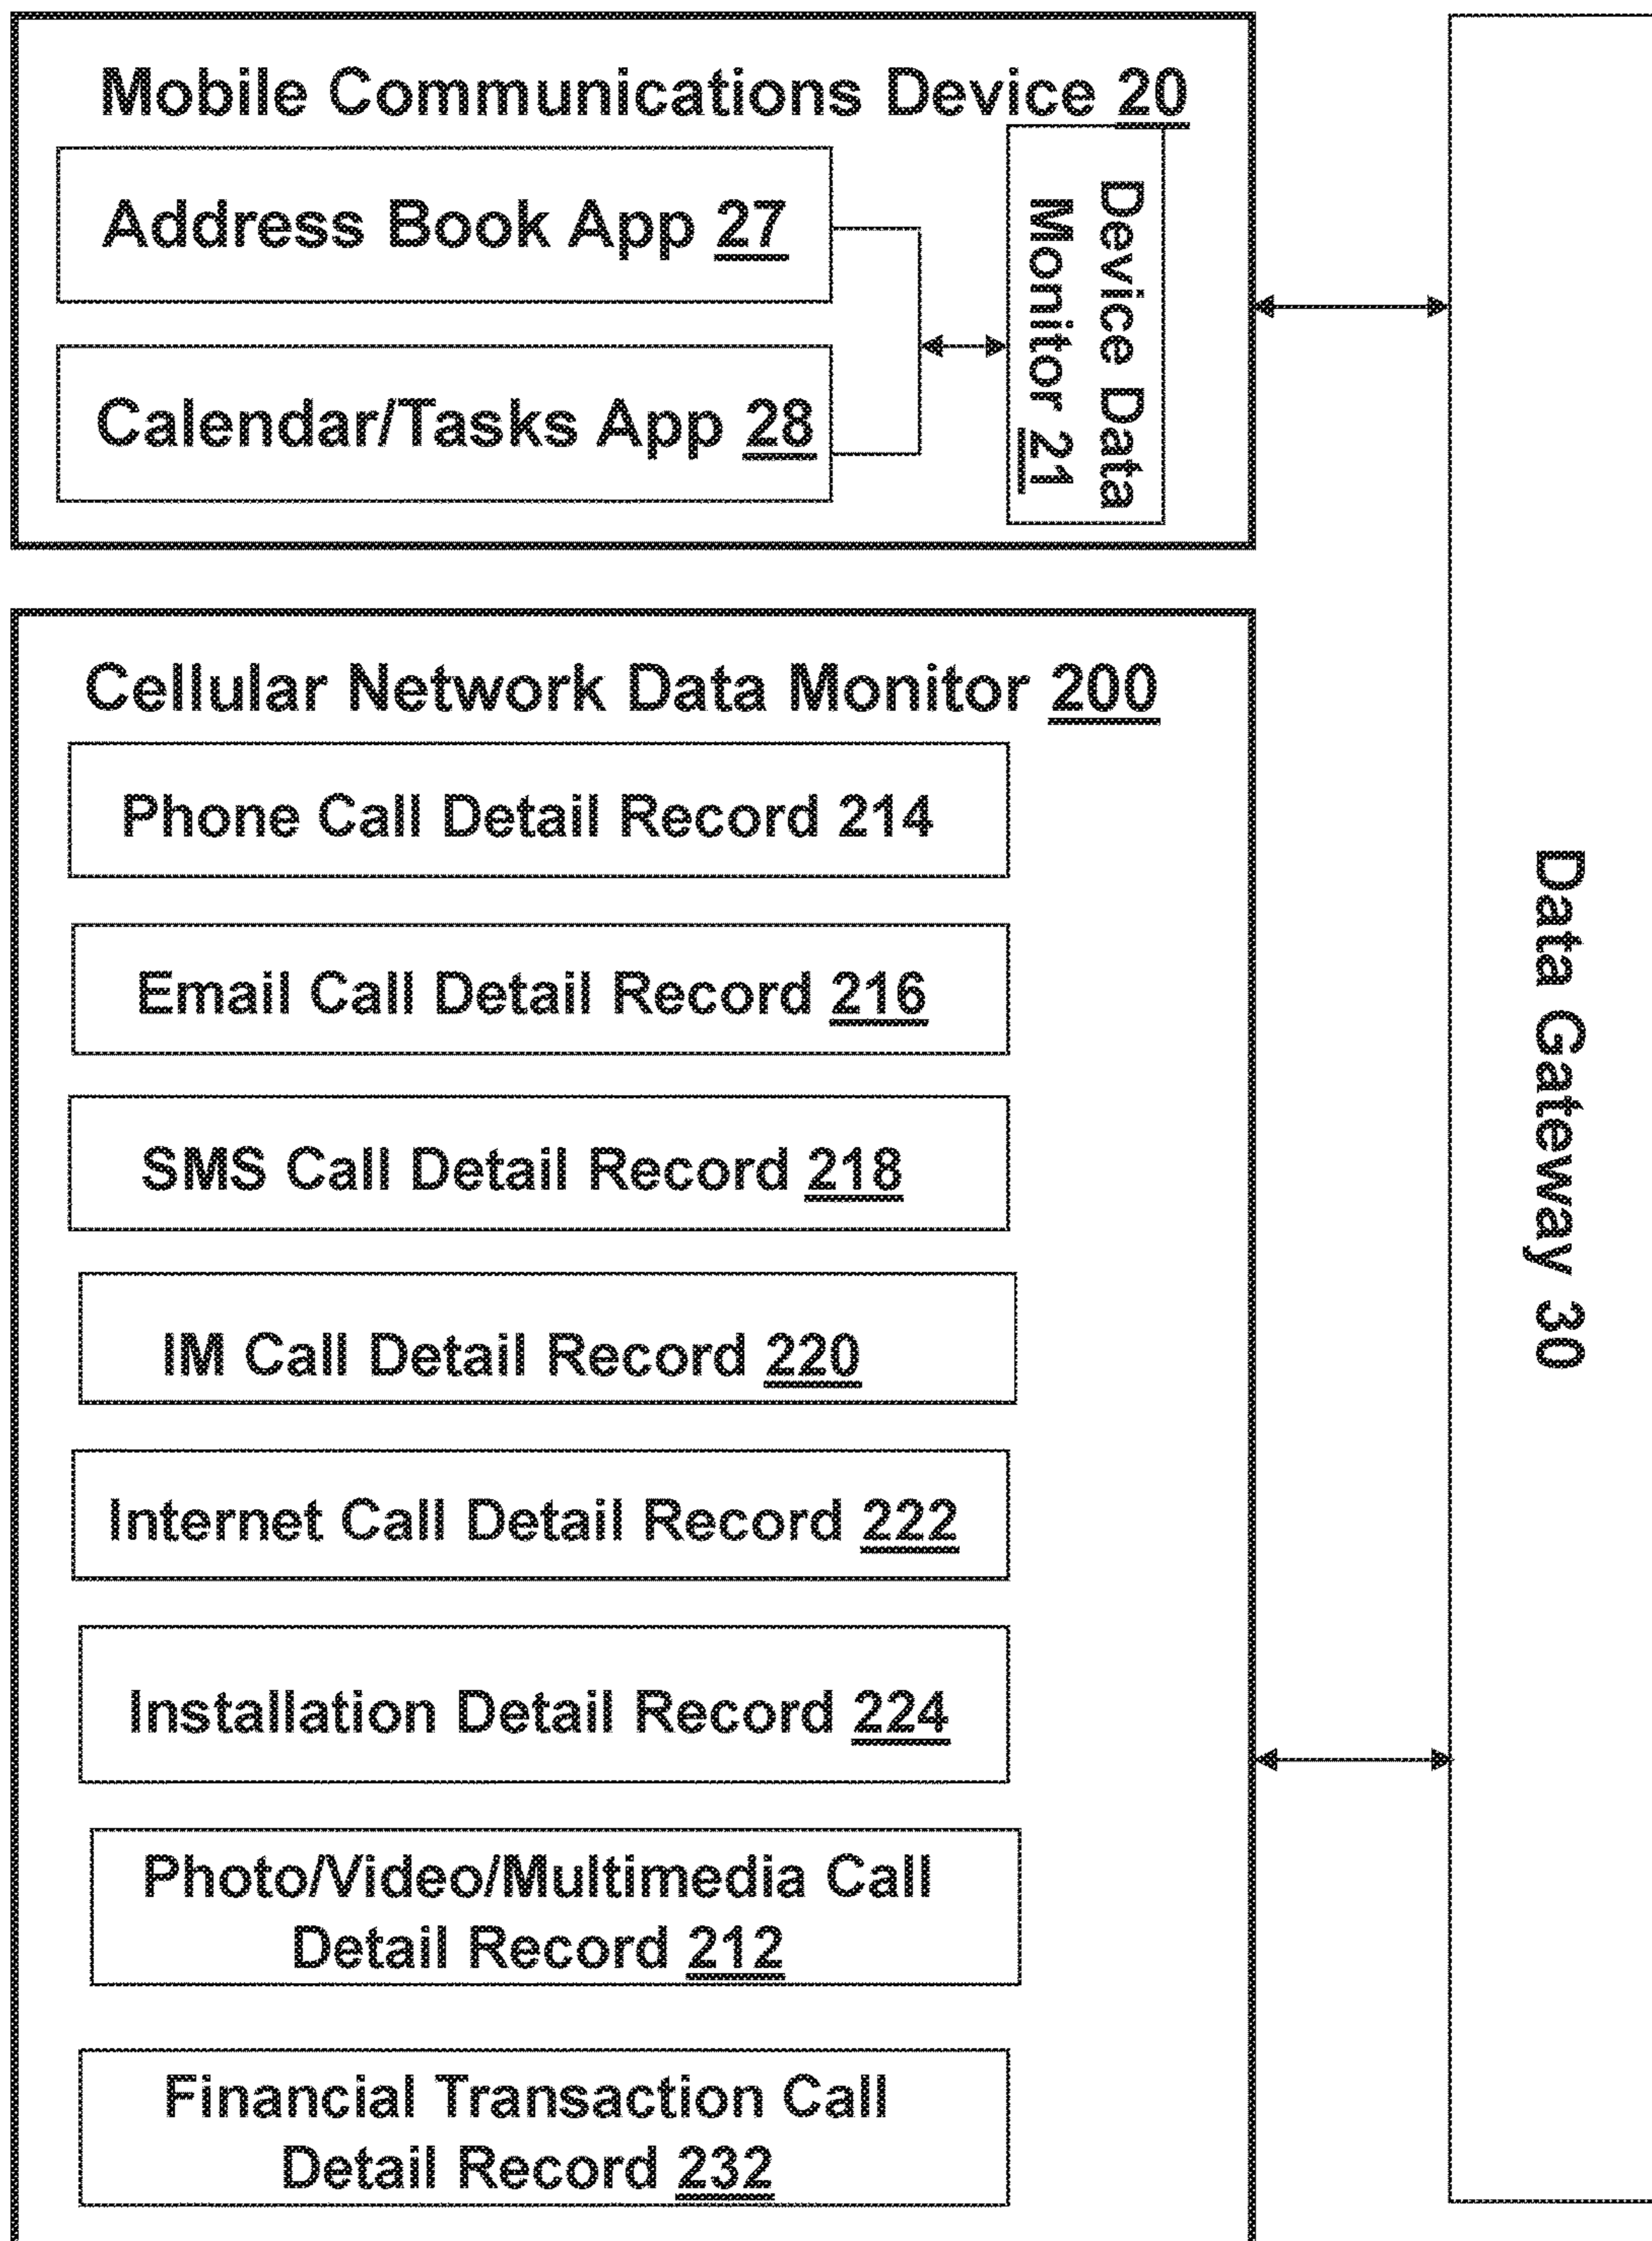 Mobile Communications Device 20
Address Book App 27
Calendar/Tasks App 28
Device Data
Monitor 21
Cellular Network Data Monitor 200
Phone Call Detail Record 214
Email Call Detail Record 216
SMS Call Detail Record 218
IM Call Detail Record 220
Internet Call Detail Record 222
Installation Detail Record 224
Photo/Video/Multimedia Call
Detail Record 212
Financial Transaction Call
Detail Record 232
Data Gateway 30